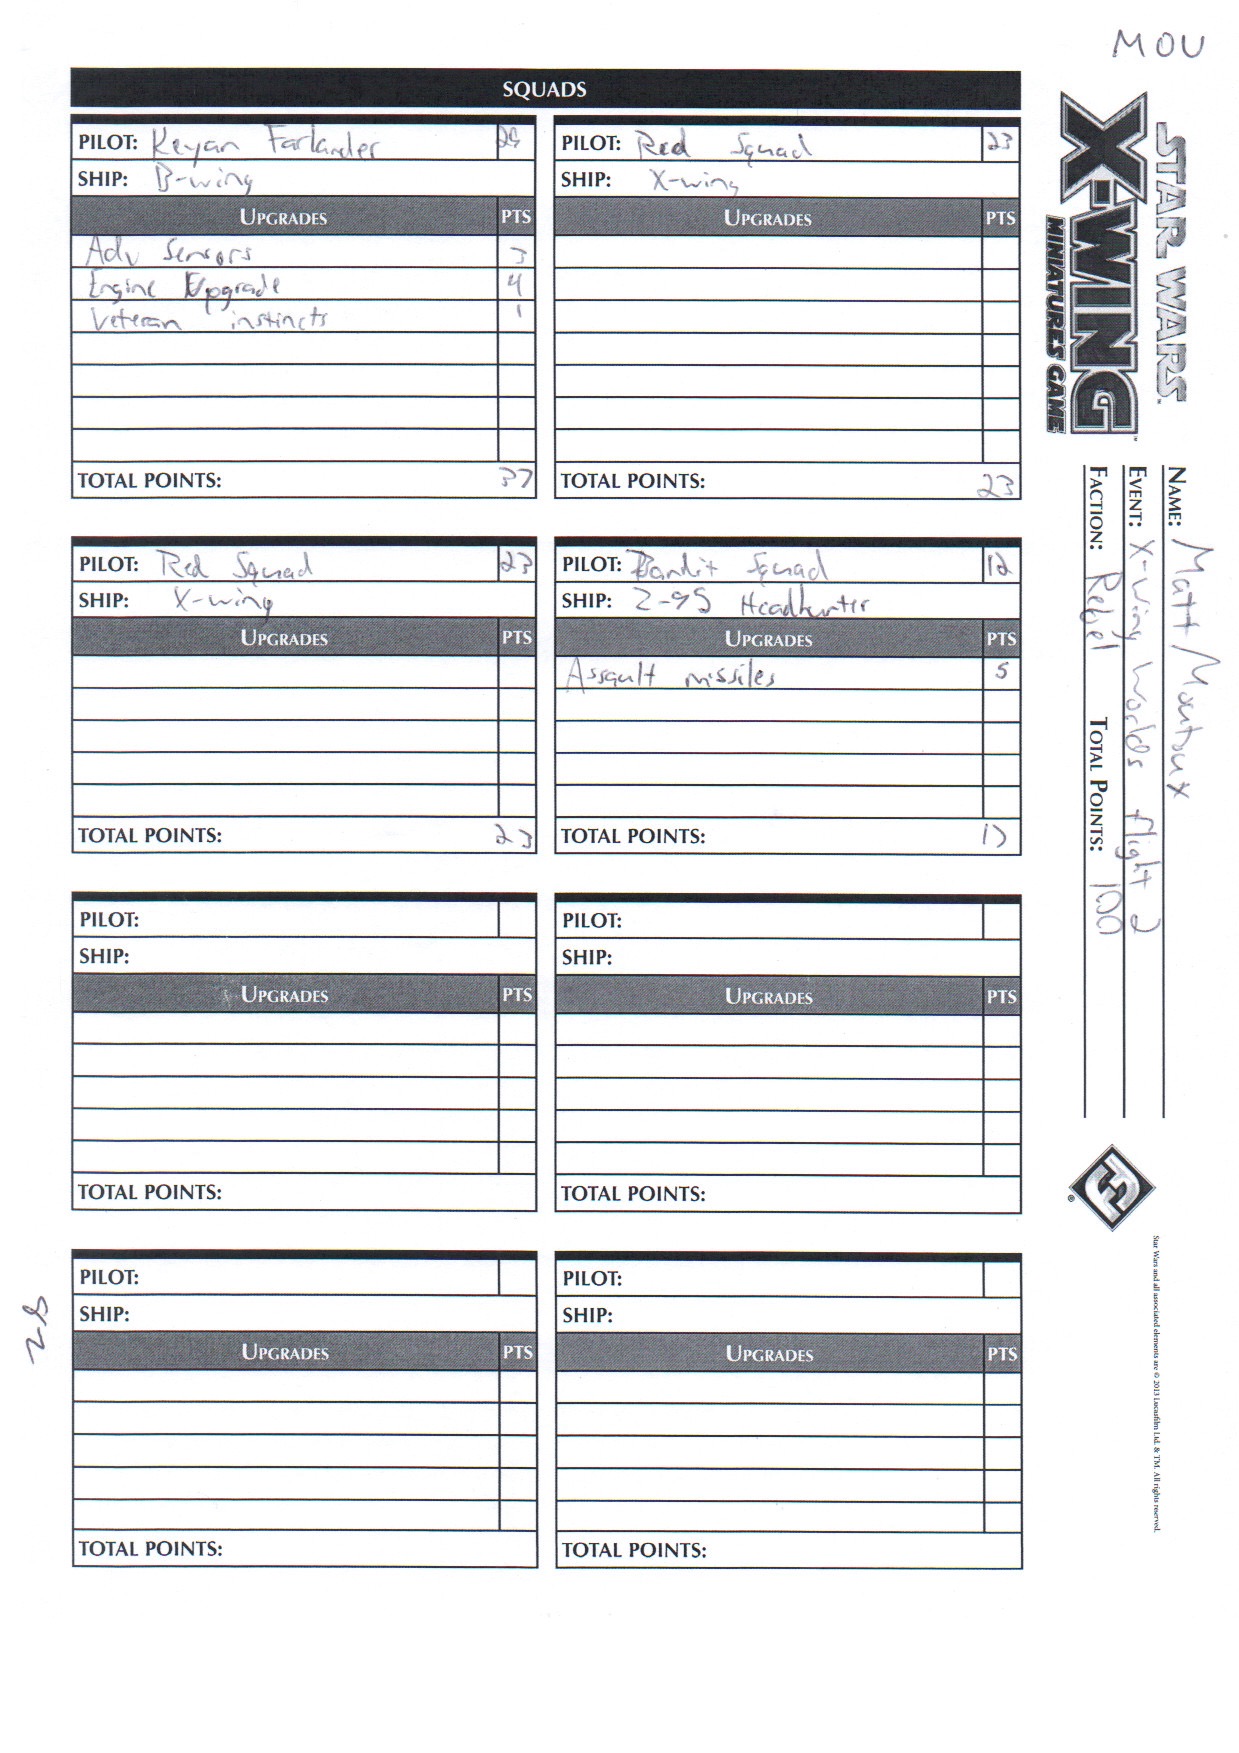 MOU
SQUADS
PILOT: Keyan Farlander 29
SHIP: B-wing
UPGRADES PTS
Adv Sensors 3
Engine Upgrade 4
Veteran instincts 1
TOTAL POINTS: 37
PILOT: Red Squad 23
SHIP: X-wing
UPGRADES PTS
TOTAL POINTS: 23
PILOT: Red Squad 23
SHIP: X-wing
UPGRADES PTS
TOTAL POINTS: 23
PILOT: Bandit Squad 12
SHIP: Z-95 Headhunter
UPGRADES PTS
Assault missiles 5
TOTAL POINTS: 17
PILOT:
SHIP:
UPGRADES PTS
TOTAL POINTS:
PILOT:
SHIP:
UPGRADES PTS
TOTAL POINTS:
PILOT:
SHIP:
UPGRADES PTS
TOTAL POINTS:
PILOT:
SHIP:
UPGRADES PTS
TOTAL POINTS:
STAR WARS™
X-WING™
MINIATURES GAME
NAME: Matt
EVENT: X-wing Worlds flight 2
FACTION: Rebel TOTAL POINTS: 100
®
Star Wars and all associated elements are © 2013 Lucasfilm Ltd. & TM. All rights reserved.